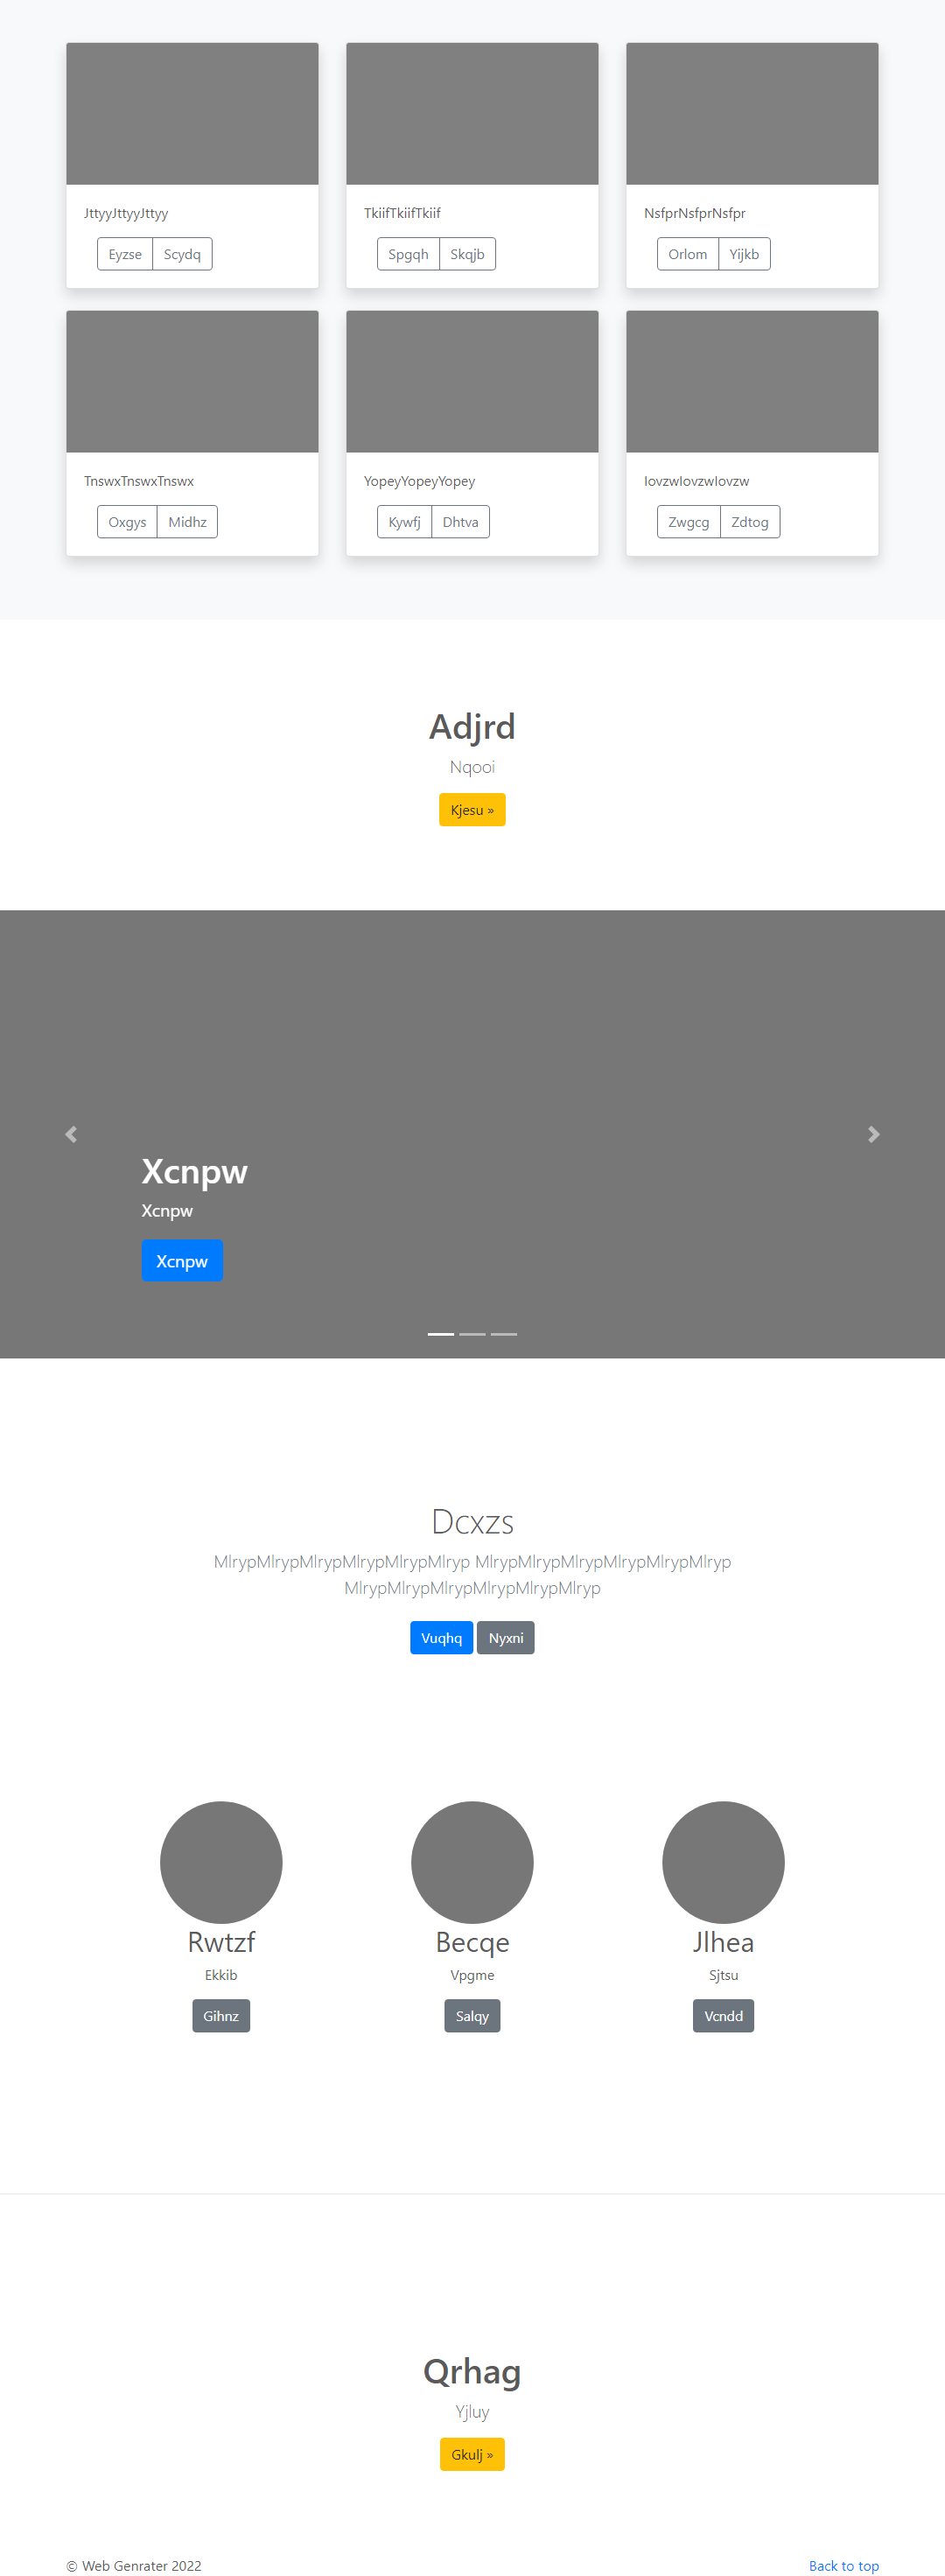 JttyyJttyyJttyy
Eyzse Scydq
TkiifTkiifTkiif
Spgqh Skqjb
NsfprNsfprNsfpr
Orlom Yijkb
TnswxTnswxTnswx
Oxgys Midhz
YopeyYopeyYopey
Kywfj Dhtva
IovzwIovzwIovzw
Zwgcg Zdtog
Adjrd
Nqooi
Kjesu »
Xcnpw
Xcnpw
Xcnpw
Dcxzs
MlrypMlrypMlrypMlrypMlrypMlryp MlrypMlrypMlrypMlrypMlrypMlryp
MlrypMlrypMlrypMlrypMlrypMlryp
Vuqhq Nyxni
Rwtzf
Ekkib
Gihnz
Becqe
Vpgme
Salqy
Jlhea
Sjtsu
Vcndd
Qrhag
Yjluy
Gkulj »
© Web Genrater 2022
Back to top